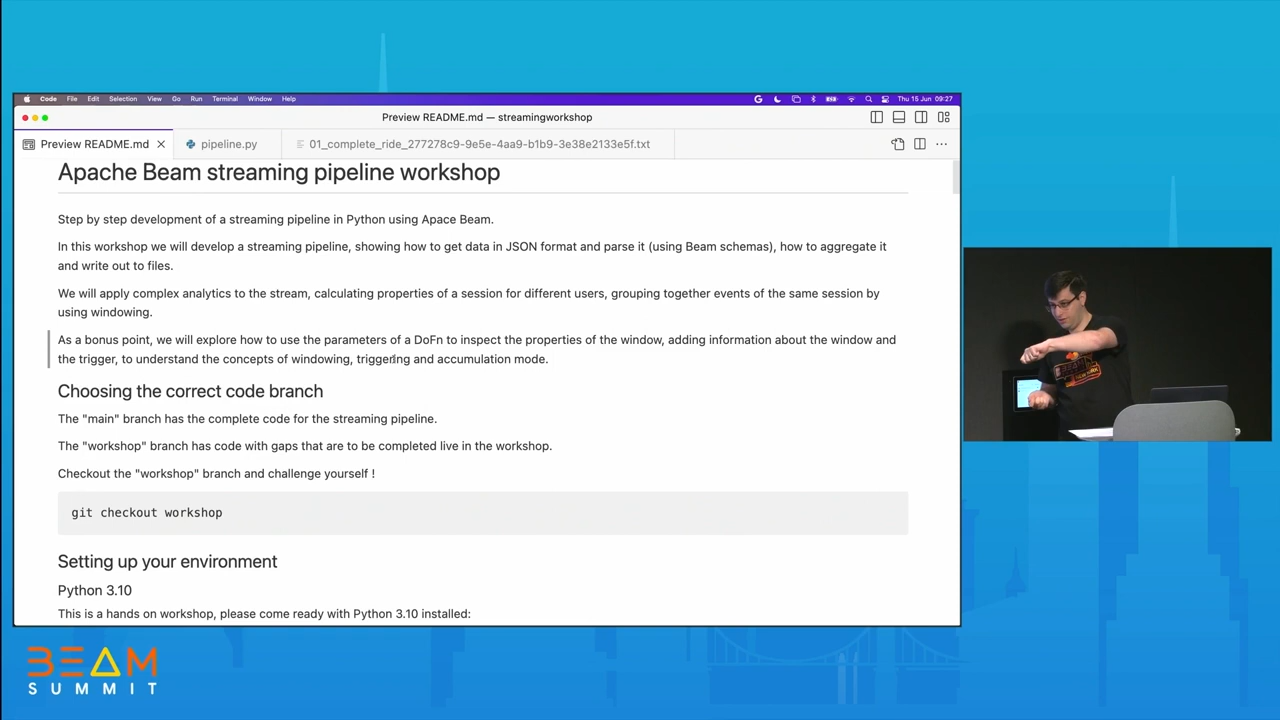 Code File Edit Selection View Go Run Terminal Window Help Thu 15 Jun 09:27
Preview README.md — streamingworkshop
Preview README.md pipeline.py 01_complete_ride_277278c9-9e5e-4aa9-b1b9-3e38e2133e5f.txt
Apache Beam streaming pipeline workshop
Step by step development of a streaming pipeline in Python using Apace Beam.
In this workshop we will develop a streaming pipeline, showing how to get data in JSON format and parse it (using Beam schemas), how to aggregate it
and write out to files.
We will apply complex analytics to the stream, calculating properties of a session for different users, grouping together events of the same session by
using windowing.
As a bonus point, we will explore how to use the parameters of a DoFn to inspect the properties of the window, adding information about the window and
the trigger, to understand the concepts of windowing, triggering and accumulation mode.
Choosing the correct code branch
The "main" branch has the complete code for the streaming pipeline.
The "workshop" branch has code with gaps that are to be completed live in the workshop.
Checkout the "workshop" branch and challenge yourself !
git checkout workshop
Setting up your environment
Python 3.10
This is a hands on workshop, please come ready with Python 3.10 installed:
BEAM
SUMMIT